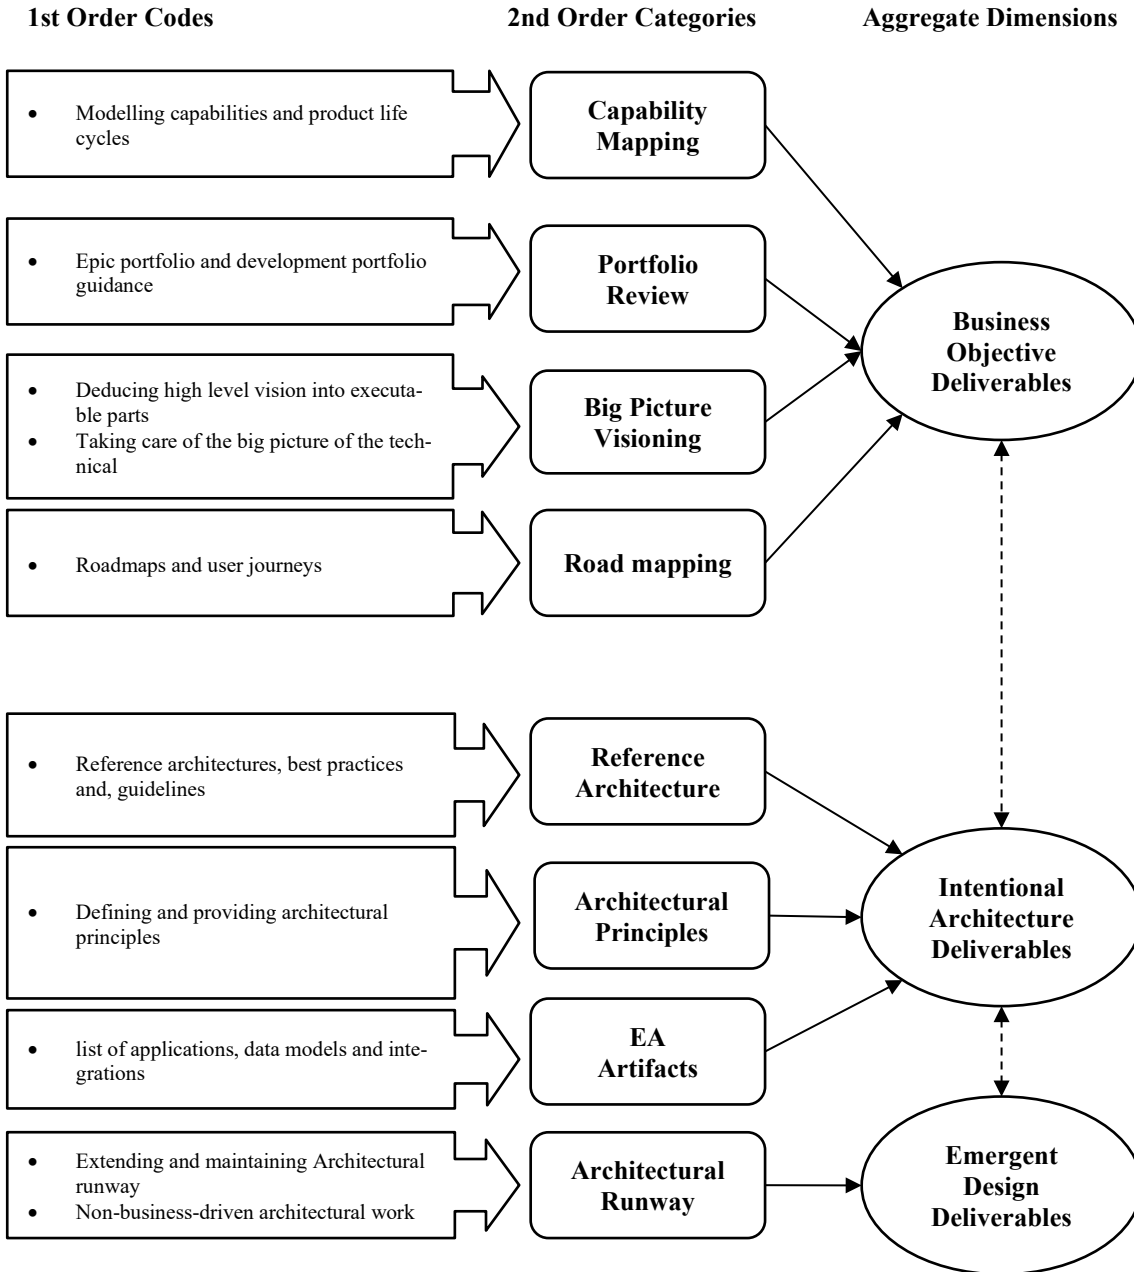 1st Order Codes
2nd Order Categories
Aggregate Dimensions
• Modelling capabilities and product life
cycles
Capability
Mapping
• Epic portfolio and development portfolio
guidance
Portfolio
Review
Business
Objective
Deliverables
• Deducing high level vision into executa-
ble parts
• Taking care of the big picture of the tech-
nical
Big Picture
Visioning
• Roadmaps and user journeys
Road mapping
• Reference architectures, best practices
and, guidelines
Reference
Architecture
• Defining and providing architectural
principles
Architectural
Principles
Intentional
Architecture
Deliverables
• list of applications, data models and inte-
grations
EA
Artifacts
• Extending and maintaining Architectural
runway
• Non-business-driven architectural work
Architectural
Runway
Emergent
Design
Deliverables